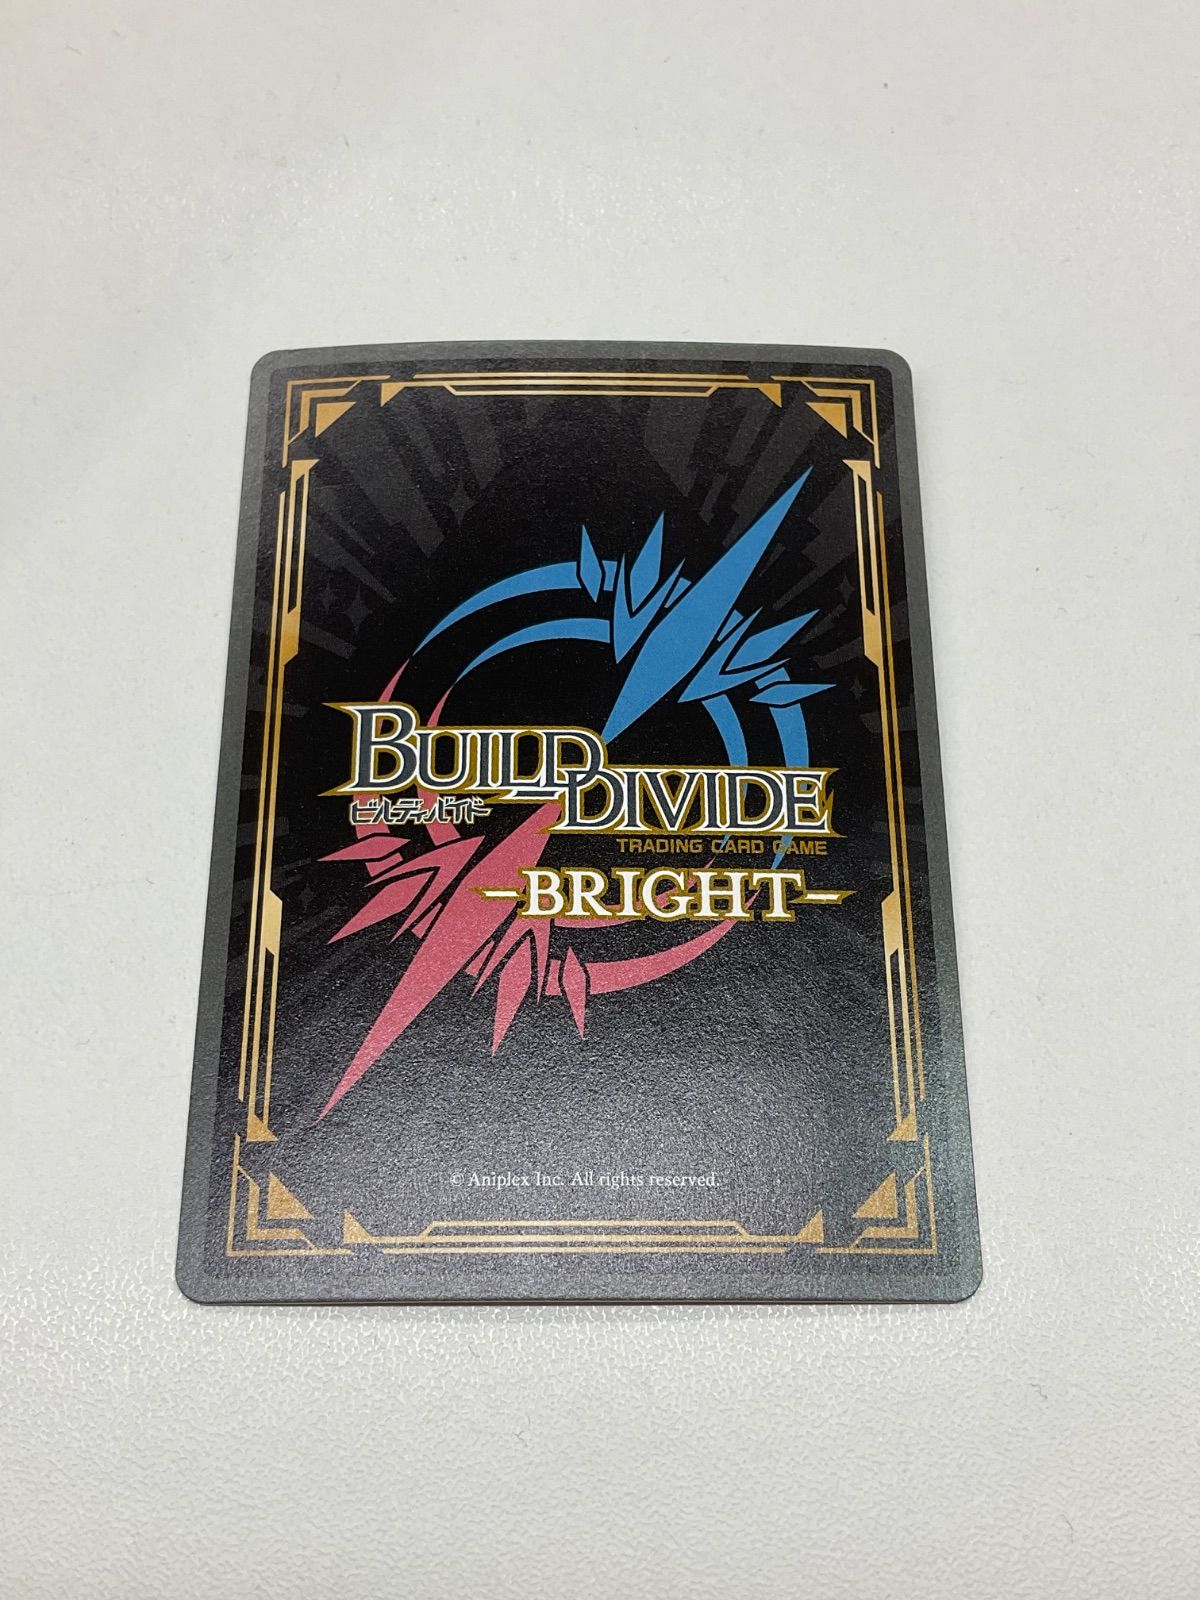 BUILD DIVIDE
ビルディバイド
TRADING CARD GAME
-BRIGHT-
© Aniplex Inc. All rights reserved.